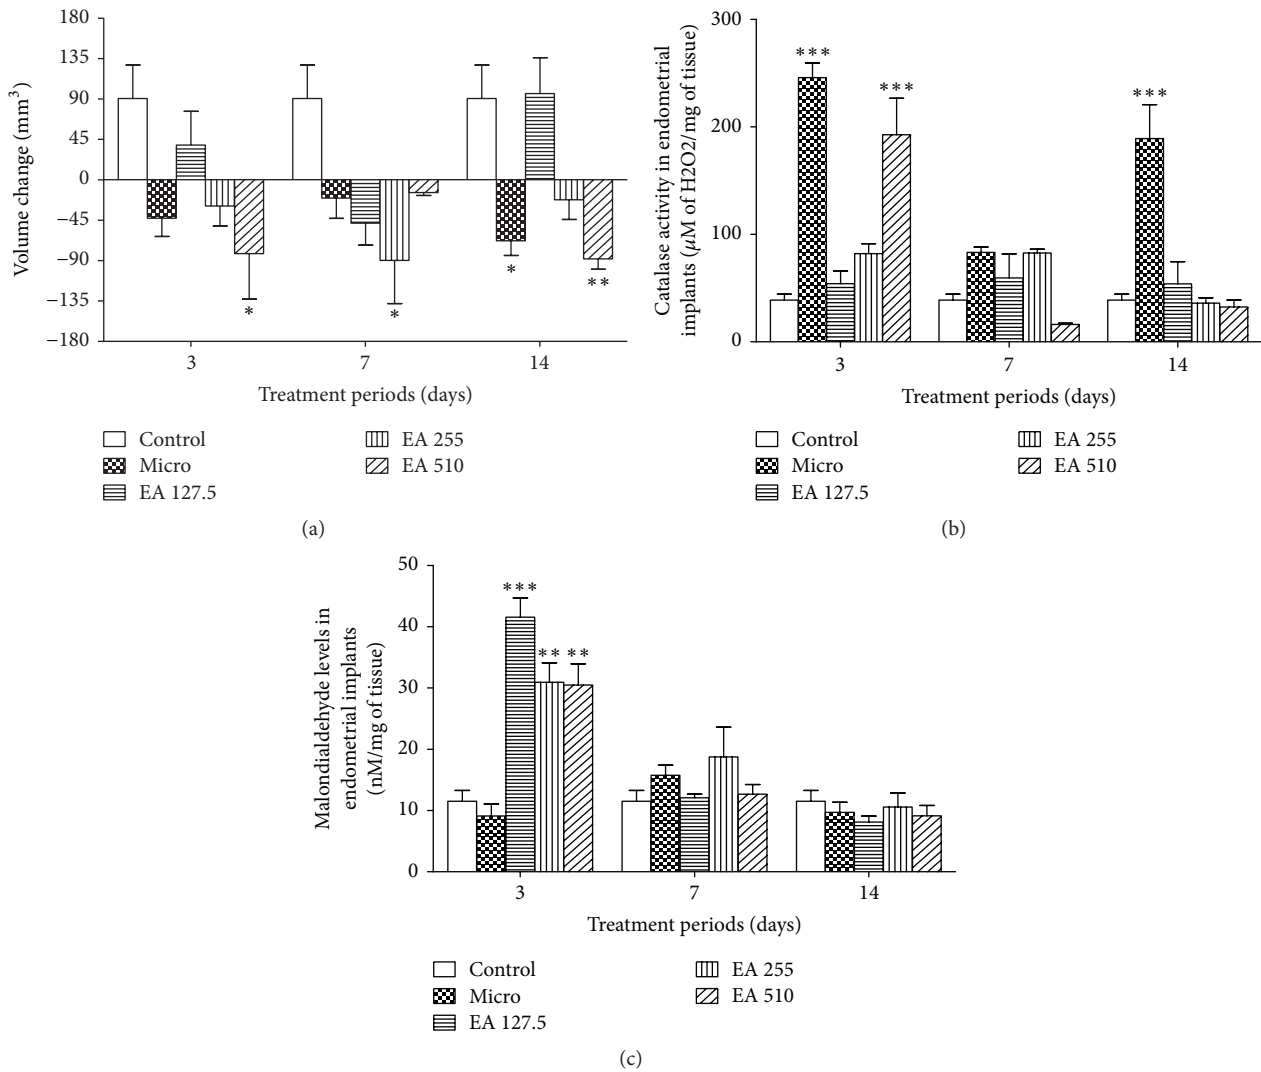 180
135
90
45
0
−45
−90
−135
−180
Volume change (mm³)
*
*
*
**
3 7 14
Treatment periods (days)
Control
Micro
EA 127.5
EA 255
EA 510
(a)
300
200
100
0
Catalase activity in endometrial
implants (μM of H2O2/mg of tissue)
***
***
***
3 7 14
Treatment periods (days)
Control
Micro
EA 127.5
EA 255
EA 510
(b)
50
40
30
20
10
0
Malondialdehyde levels in
endometrial implants
(nM/mg of tissue)
***
** **
3 7 14
Treatment periods (days)
Control
Micro
EA 127.5
EA 255
EA 510
(c)